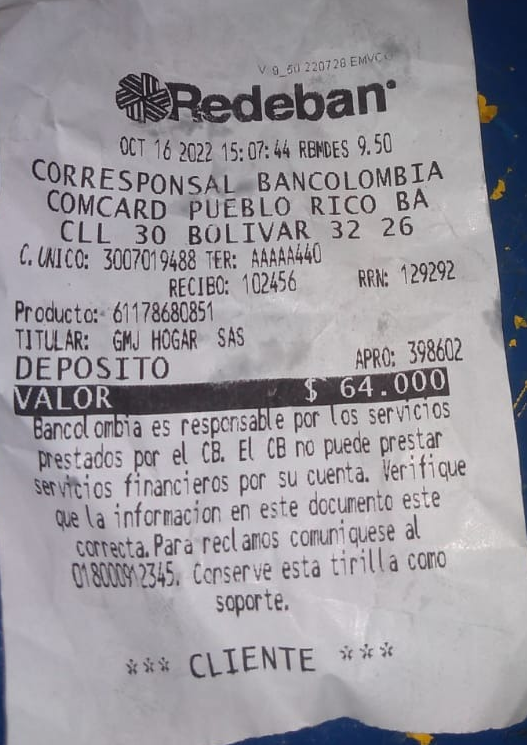 V 9_50 220728 EMVCO
Redeban
OCT 16 2022 15:07:44 RBMDES 9.50
CORRESPONSAL BANCOLOMBIA
COMCARD PUEBLO RICO BA
CLL 30 BOLIVAR 32 26
C. UNICO: 3007019488 TER: AAAAA440
RECIBO: 102456 RRN: 129292
Producto: 61178680851
TITULAR: GMJ HOGAR SAS
DEPOSITO APRO: 398602
VALOR $ 64.000
Bancolombia es responsable por los servicios
prestados por el CB. El CB no puede prestar
servicios financieros por su cuenta. Verifique
que la informacion en este documento este
correcta. Para reclamos comuniquese al
018000912345. Conserve esta tirilla como
soporte.
*** CLIENTE ***